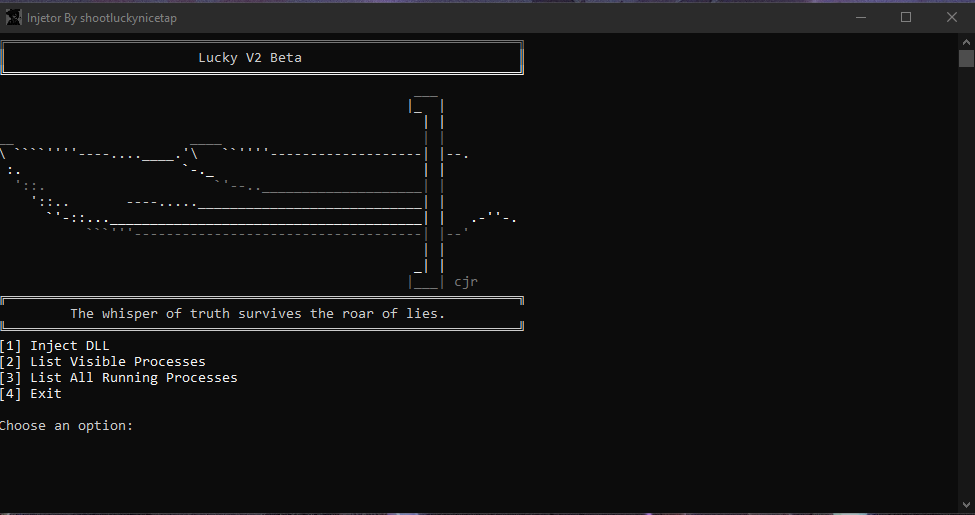 Injetor By shootluckynicetap
Lucky V2 Beta
cjr
The whisper of truth survives the roar of lies.
[1] Inject DLL
[2] List Visible Processes
[3] List All Running Processes
[4] Exit
Choose an option: